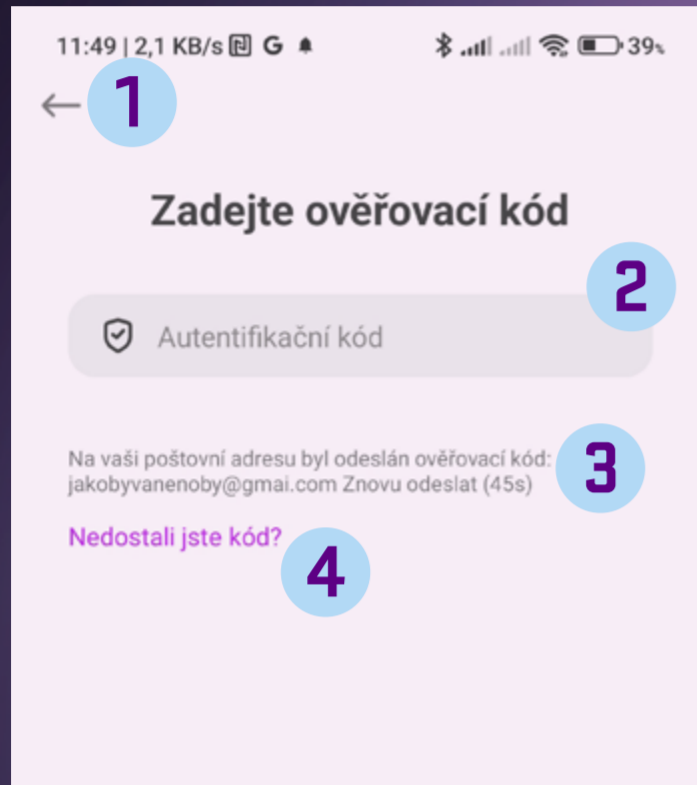 11:49 | 2,1 KB/s G 39%
1
Zadejte ověřovací kód
2
Autentifikační kód
Na vaši poštovní adresu byl odeslán ověřovací kód:
jakobyvanenoby@gmai.com Znovu odeslat (45s)
3
Nedostali jste kód?
4